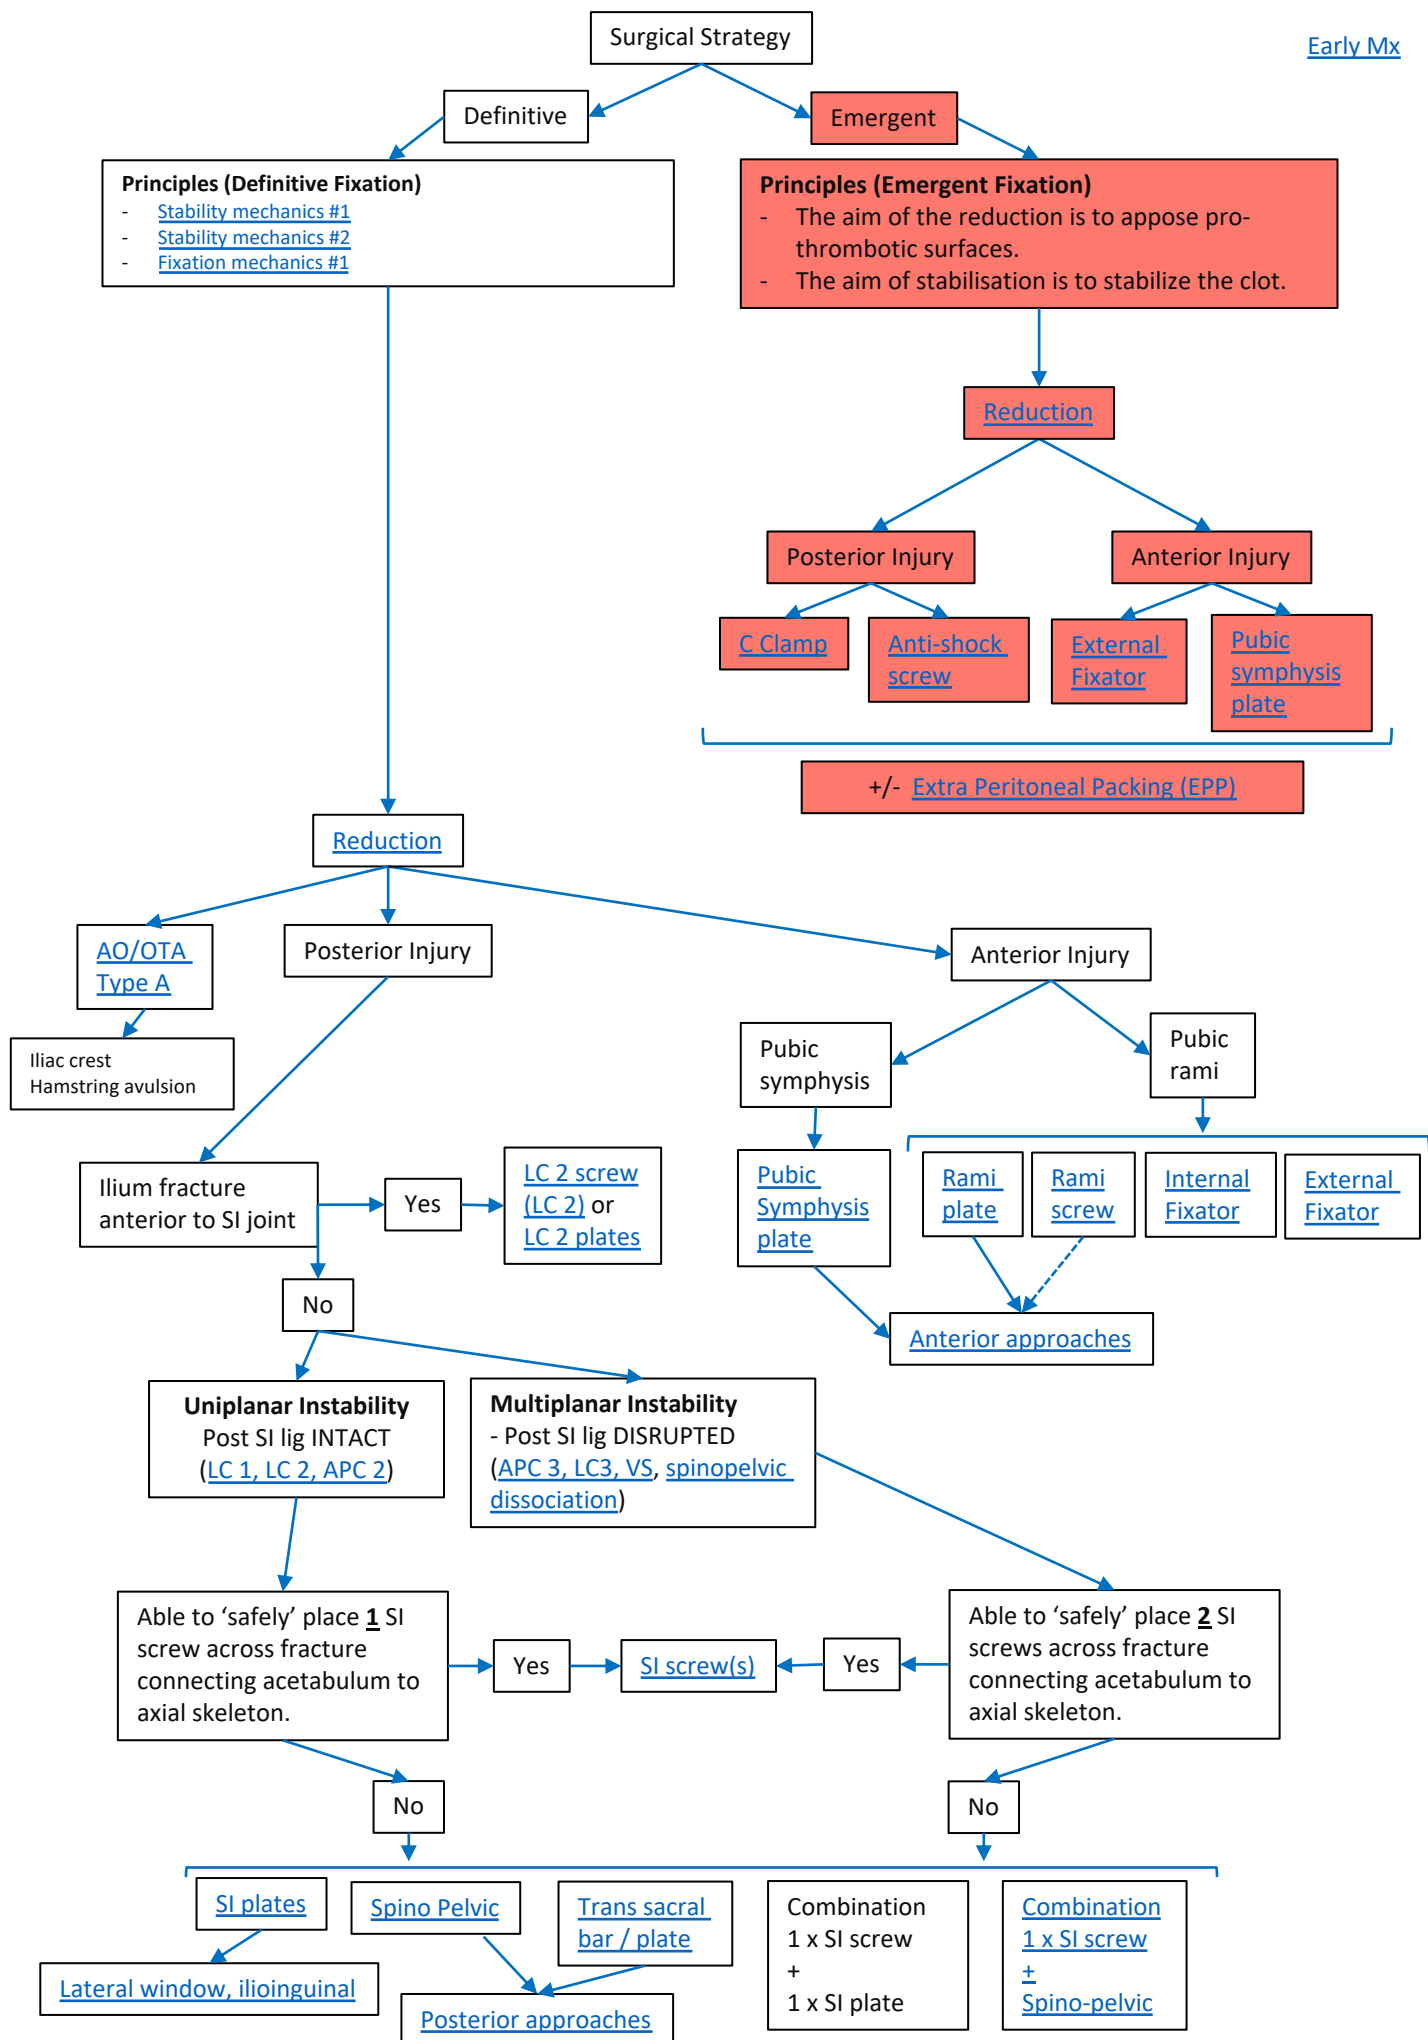 Surgical Strategy
Early Mx
Definitive
Emergent
Principles (Definitive Fixation)
- Stability mechanics #1
- Stability mechanics #2
- Fixation mechanics #1
Principles (Emergent Fixation)
- The aim of the reduction is to appose pro-
thrombotic surfaces.
- The aim of stabilisation is to stabilize the clot.
Reduction
Posterior Injury
Anterior Injury
C Clamp
Anti-shock
screw
External
Fixator
Pubic
symphysis
plate
+/- Extra Peritoneal Packing (EPP)
Reduction
AO/OTA
Type A
Posterior Injury
Anterior Injury
Iliac crest
Hamstring avulsion
Pubic
symphysis
Pubic
rami
Ilium fracture
anterior to SI joint
Yes
LC 2 screw
(LC 2) or
LC 2 plates
Pubic
Symphysis
plate
Rami
plate
Rami
screw
Internal
Fixator
External
Fixator
No
Anterior approaches
Uniplanar Instability
Post SI lig INTACT
(LC 1, LC 2, APC 2)
Multiplanar Instability
- Post SI lig DISRUPTED
(APC 3, LC3, VS, spinopelvic
dissociation)
Able to ‘safely’ place 1 SI
screw across fracture
connecting acetabulum to
axial skeleton.
Yes
SI screw(s)
Yes
Able to ‘safely’ place 2 SI
screws across fracture
connecting acetabulum to
axial skeleton.
No
No
SI plates
Spino Pelvic
Trans sacral
bar / plate
Combination
1 x SI screw
+
1 x SI plate
Combination
1 x SI screw
+
Spino-pelvic
Lateral window, ilioinguinal
Posterior approaches